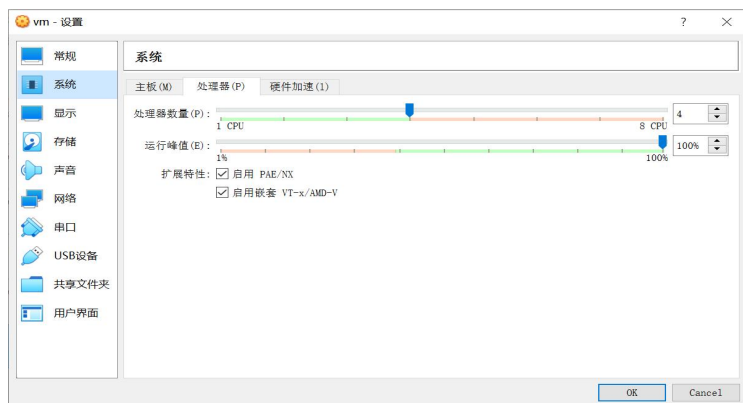 vm - 设置
?
常规
系统
显示
存储
声音
网络
串口
USB设备
共享文件夹
用户界面
系统
主板(M) 处理器(P) 硬件加速(l)
处理器数量(P): 4
1 CPU 8 CPU
运行峰值(E): 100%
1% 100%
扩展特性: 启用 PAE/NX
启用嵌套 VT-x/AMD-V
OK Cancel